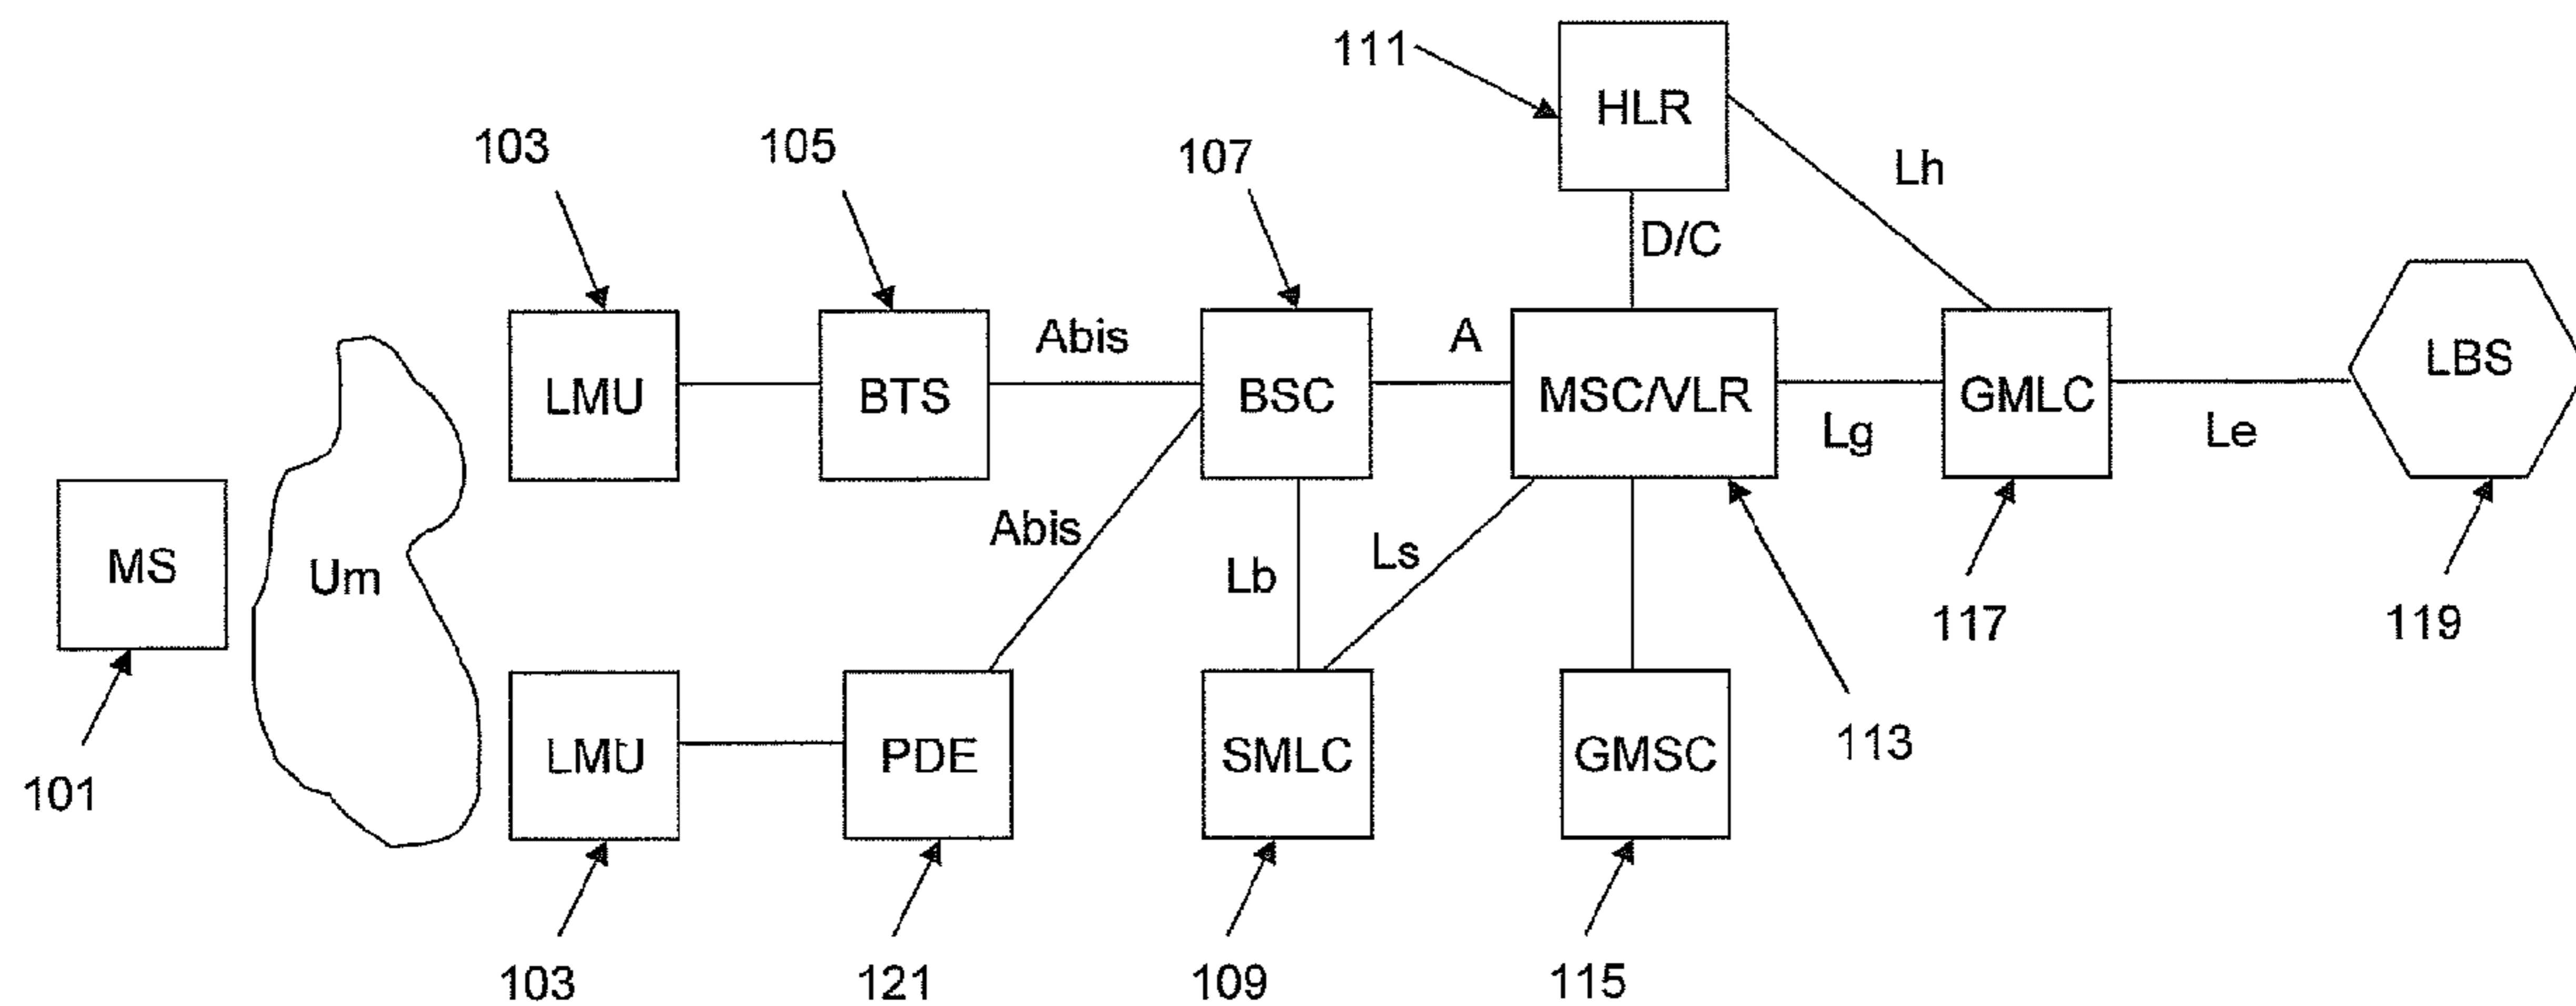 111
HLR
103
105
107
Lh
D/C
Abis
A
LMU
BTS
BSC
MSC/VLR
GMLC
LBS
Lg
Le
MS
Um
Abis
Lb
Ls
117
119
101
LMU
PDE
SMLC
GMSC
113
103
121
109
115